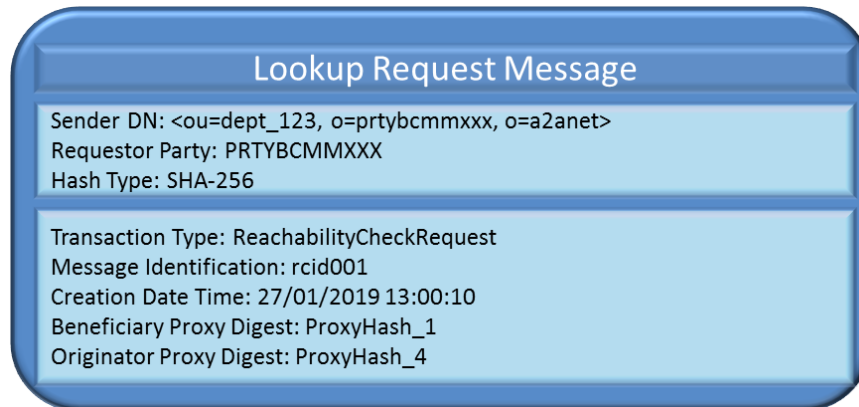 Lookup Request Message
Sender DN: <ou=dept_123, o=prtybcmmxxx, o=a2anet>
Requestor Party: PRTYBCMMXXX
Hash Type: SHA-256
Transaction Type: ReachabilityCheckRequest
Message Identification: rcid001
Creation Date Time: 27/01/2019 13:00:10
Beneficiary Proxy Digest: ProxyHash_1
Originator Proxy Digest: ProxyHash_4